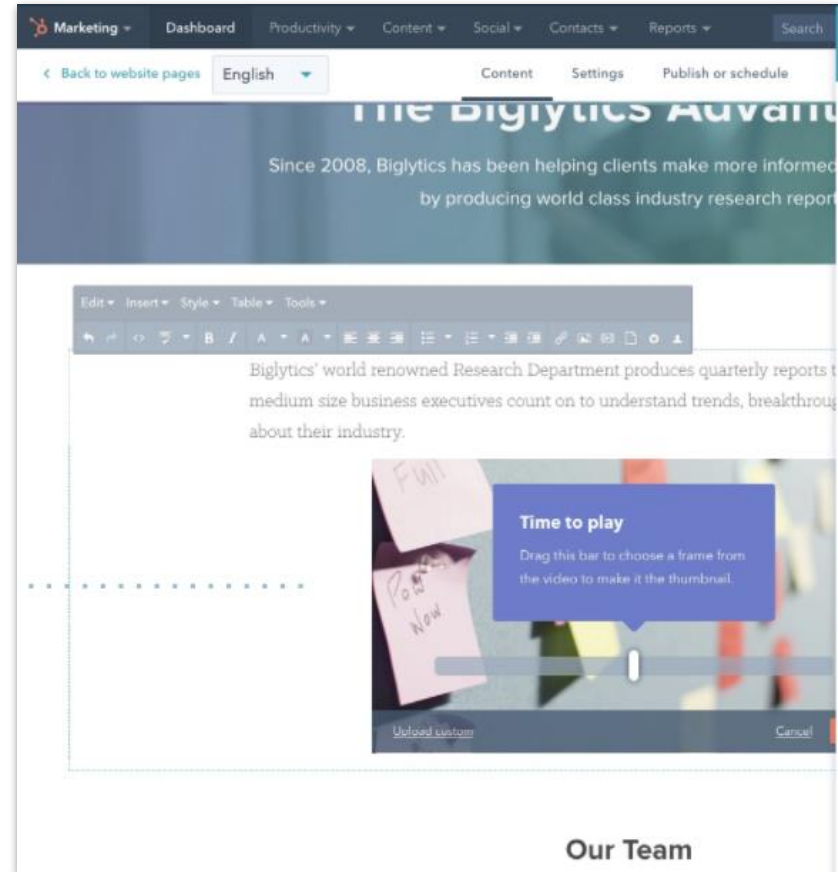 Marketing Dashboard Productivity Content Social Contacts Reports Search
Back to website pages English Content Settings Publish or schedule
The Biglytics
Since 2008, Biglytics has been helping clients make more informed
by producing world class industry research report
Edit Insert Style Table Tools
B I A A
Biglytics' world renowned Research Department produces quarterly reports t
medium size business executives count on to understand trends, breakthrou
about their industry.
Full
Power
Now
Time to play
Drag this bar to choose a frame from
the video to make it the thumbnail.
Upload custom Cancel
Our Team